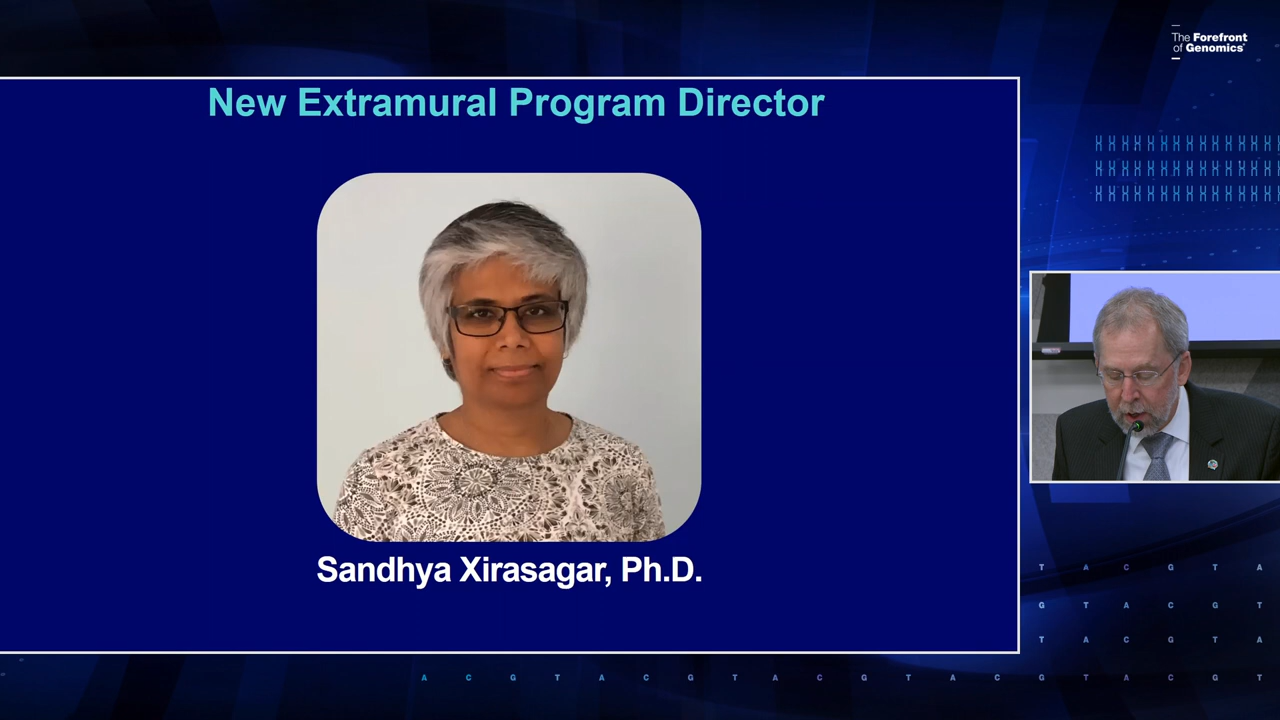 The Forefront
of Genomics®
New Extramural Program Director
Sandhya Xirasagar, Ph.D.
T A C G T A
G T A C G T
T A C G T A
A C G T A C G T A C G T A C G T A C G T